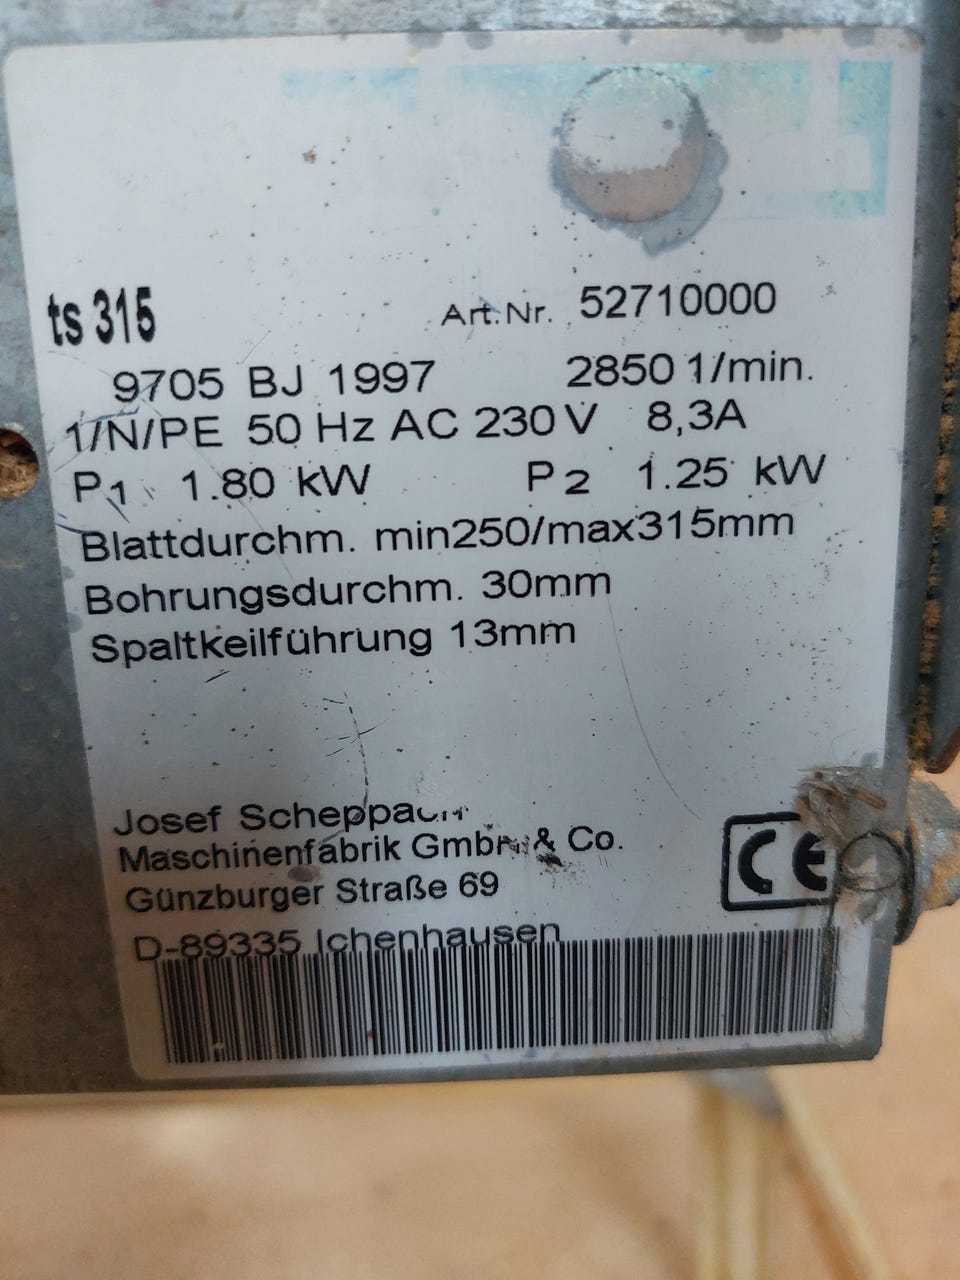 ts 315 Art.Nr. 52710000
9705 BJ 1997 2850 1/min.
1/N/PE 50 Hz AC 230 V 8,3A
P1 1.80 kW P2 1.25 kW
Blattdurchm. min250/max315mm
Bohrungsdurchm. 30mm
Spaltkeilführung 13mm
Josef Scheppach
Maschinenfabrik GmbH & Co.
Günzburger Straße 69
D-89335 Ichenhausen
CE